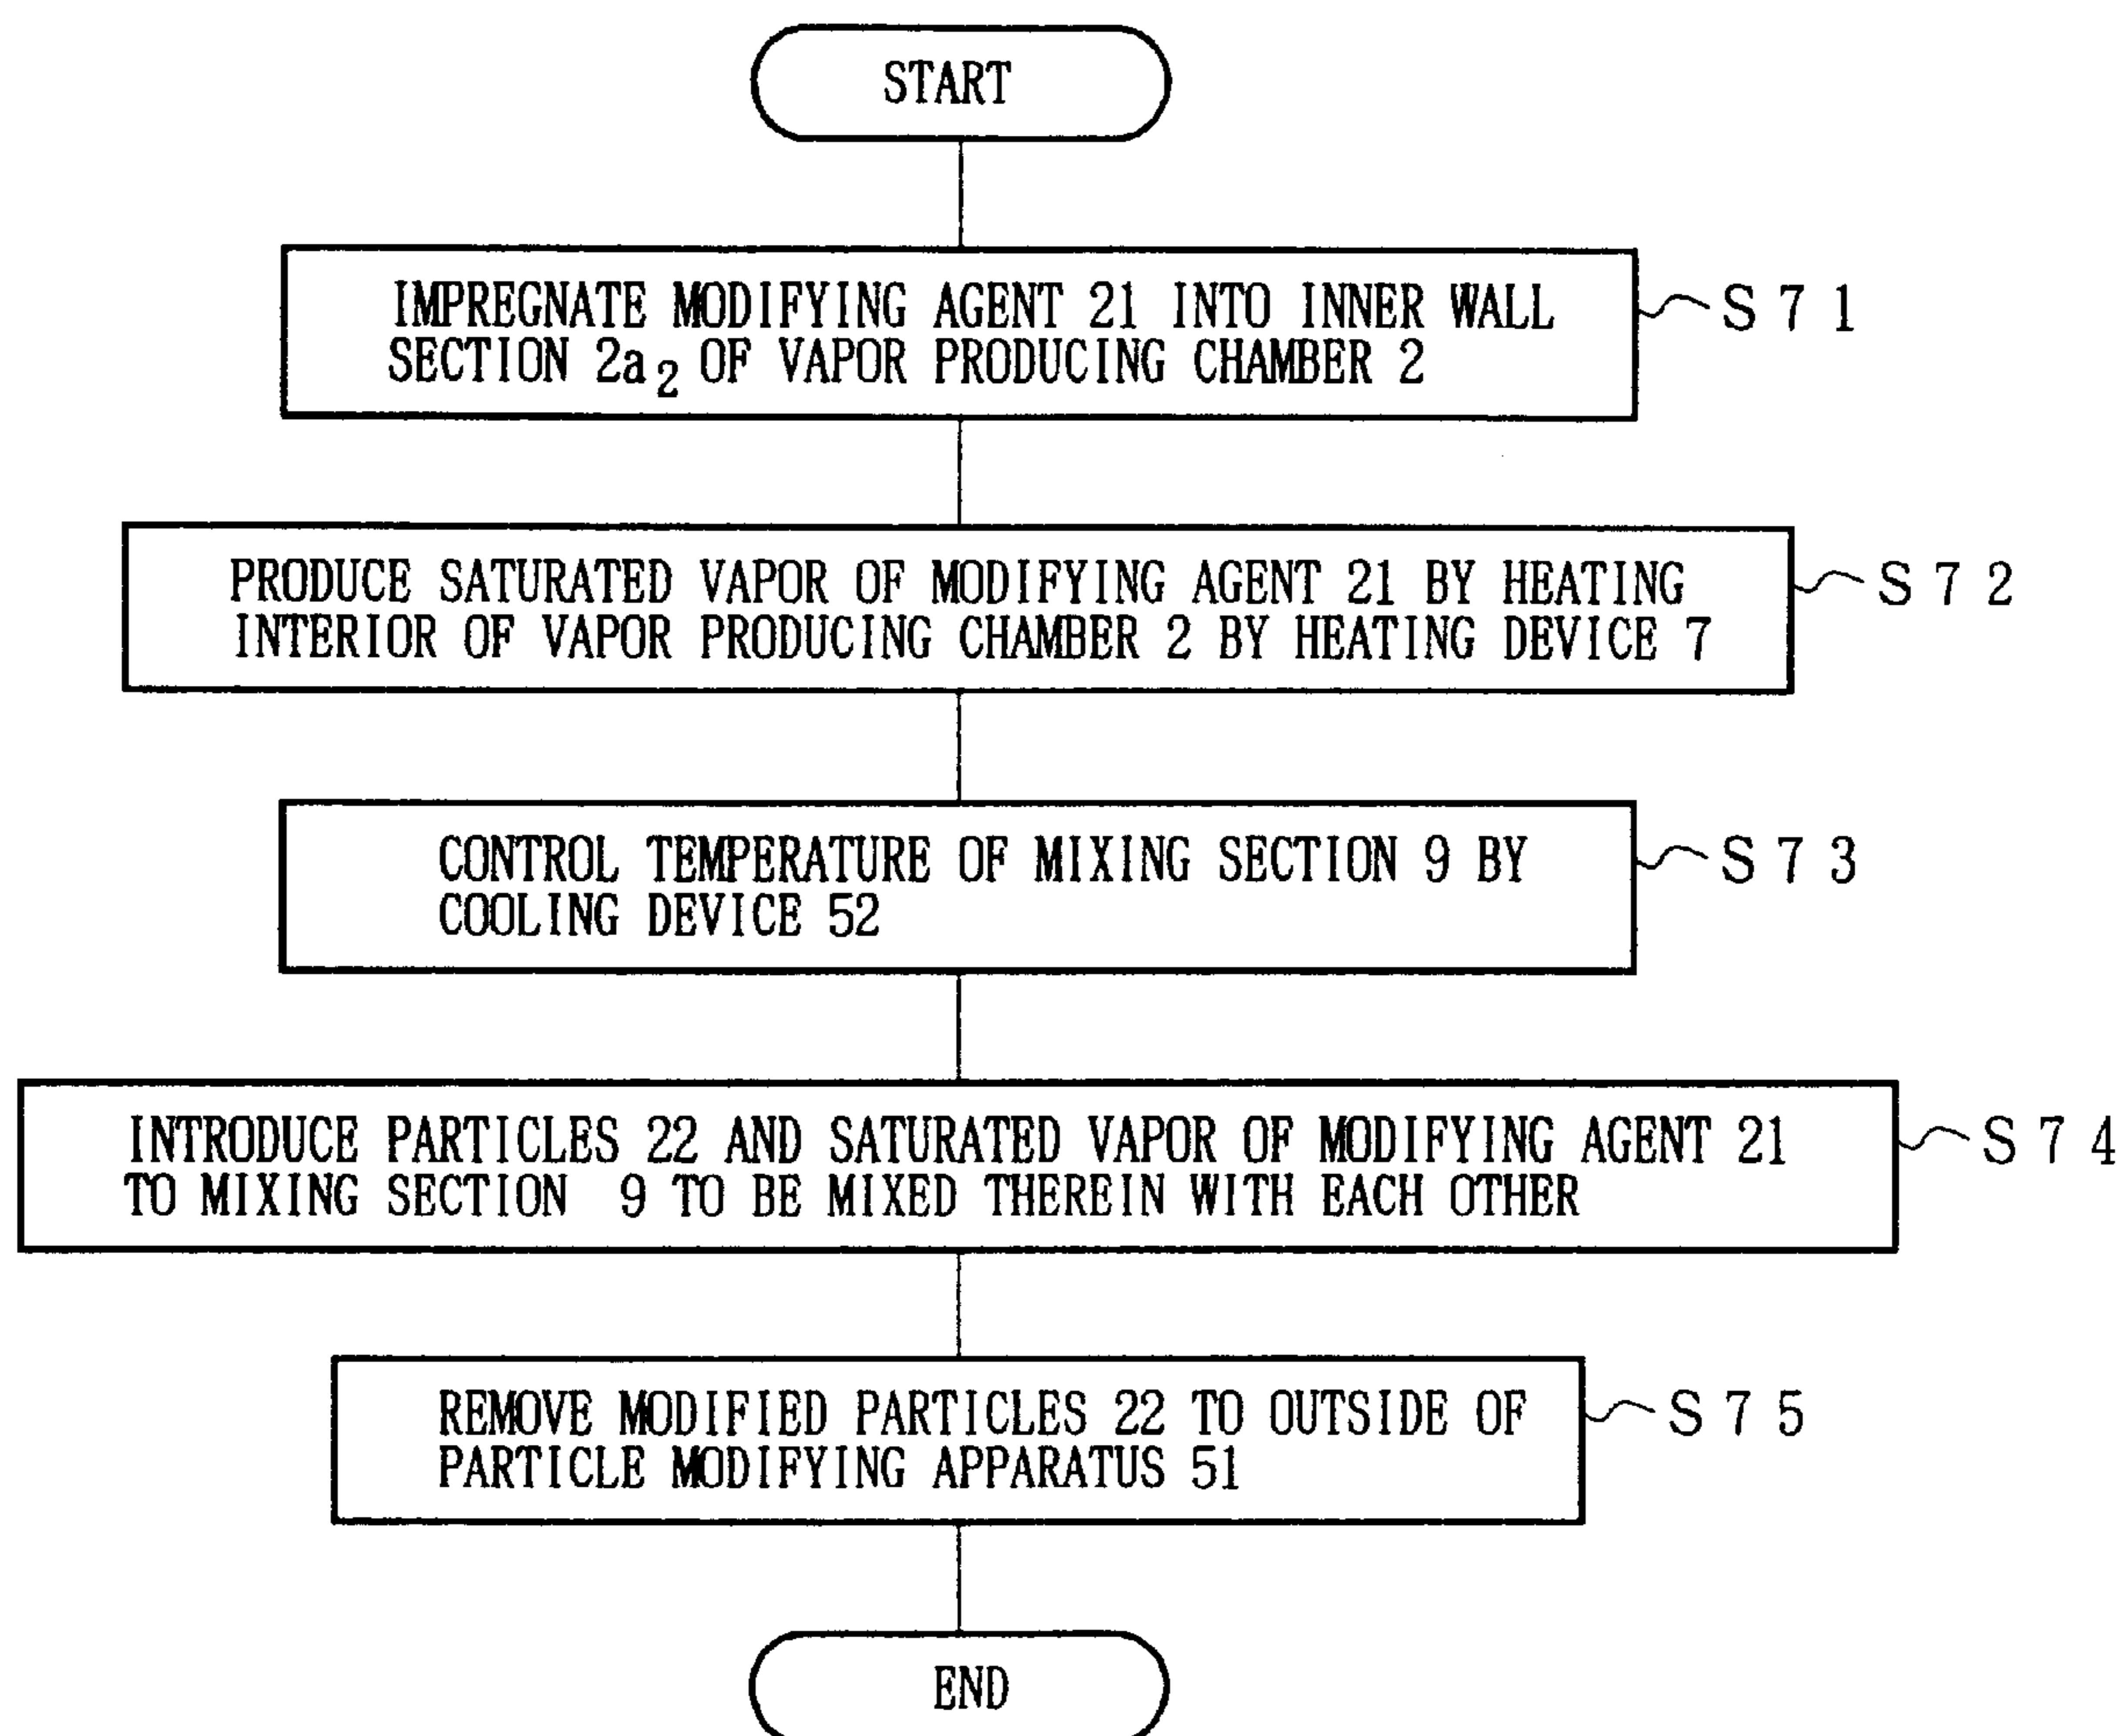 START
IMPREGNATE MODIFYING AGENT 21 INTO INNER WALL
SECTION 2a₂ OF VAPOR PRODUCING CHAMBER 2
S71
PRODUCE SATURATED VAPOR OF MODIFYING AGENT 21 BY HEATING
INTERIOR OF VAPOR PRODUCING CHAMBER 2 BY HEATING DEVICE 7
S72
CONTROL TEMPERATURE OF MIXING SECTION 9 BY
COOLING DEVICE 52
S73
INTRODUCE PARTICLES 22 AND SATURATED VAPOR OF MODIFYING AGENT 21
TO MIXING SECTION 9 TO BE MIXED THEREIN WITH EACH OTHER
S74
REMOVE MODIFIED PARTICLES 22 TO OUTSIDE OF
PARTICLE MODIFYING APPARATUS 51
S75
END